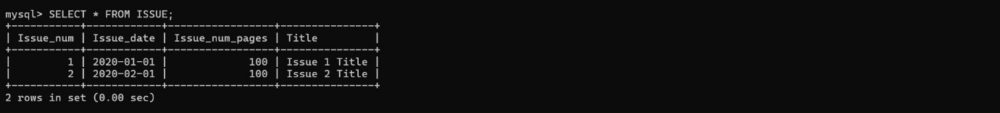 mysql> SELECT * FROM ISSUE;
+-----------+------------+-----------------+---------------+
| Issue_num | Issue_date | Issue_num_pages | Title         |
+-----------+------------+-----------------+---------------+
|         1 | 2020-01-01 |             100 | Issue 1 Title |
|         2 | 2020-02-01 |             100 | Issue 2 Title |
+-----------+------------+-----------------+---------------+
2 rows in set (0.00 sec)